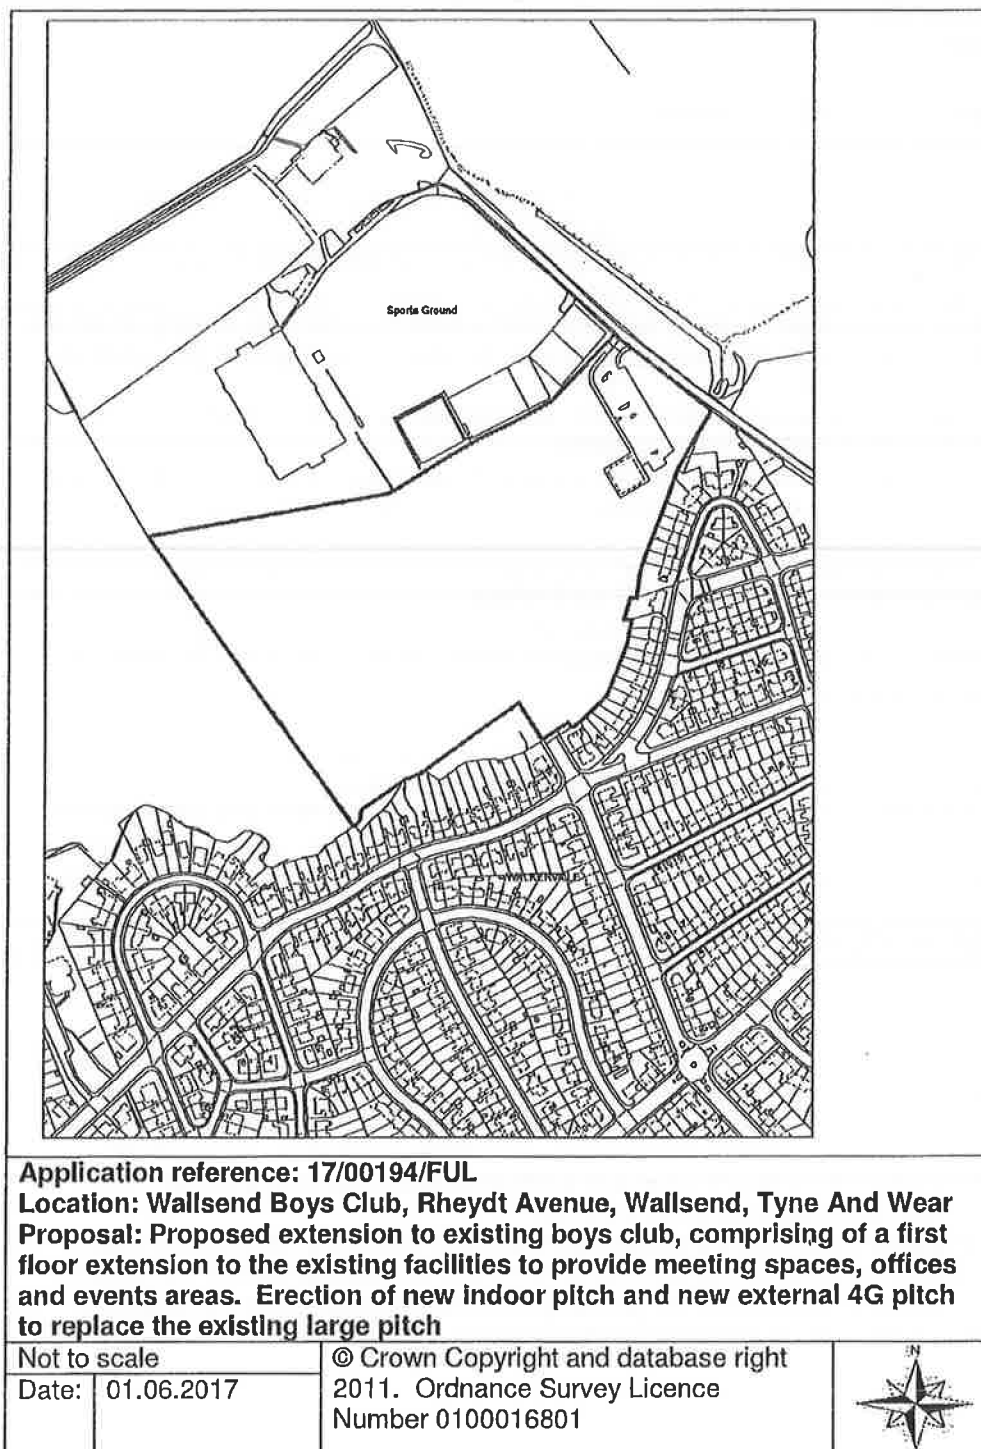 Sports Ground
WALKERVILLE
Application reference: 17/00194/FUL
Location: Wallsend Boys Club, Rheydt Avenue, Wallsend, Tyne And Wear
Proposal: Proposed extension to existing boys club, comprising of a first
floor extension to the existing facilities to provide meeting spaces, offices
and events areas. Erection of new indoor pitch and new external 4G pitch
to replace the existing large pitch
Not to scale
Date: 01.06.2017
© Crown Copyright and database right
2011. Ordnance Survey Licence
Number 0100016801
N